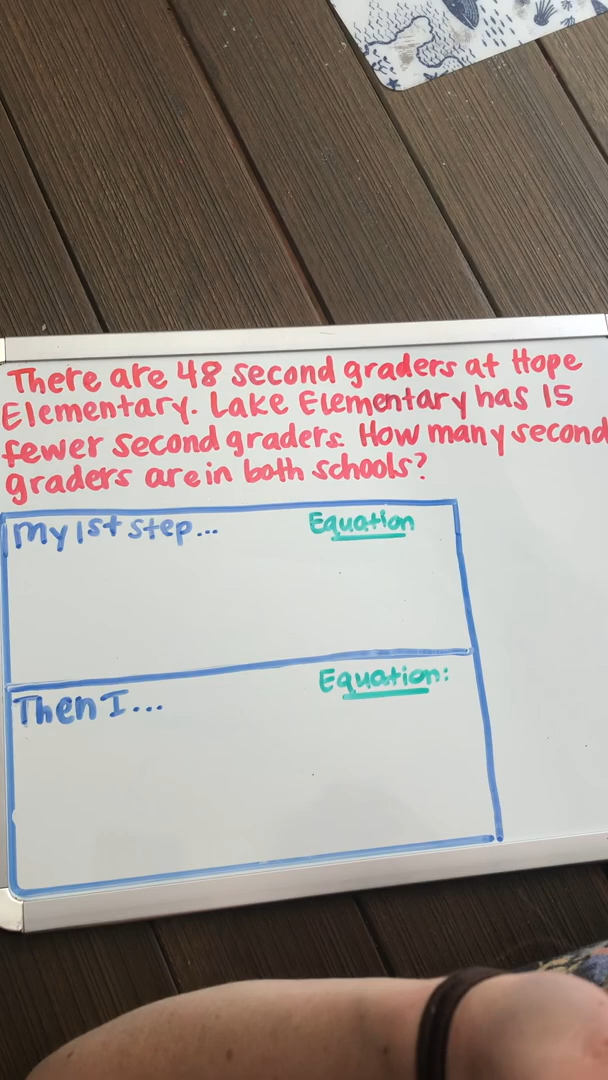 There are 48 second graders at Hope
Elementary. Lake Elementary has 15
fewer second graders. How many second
graders are in both schools?
My 1st step... Equation
Then I... Equation: